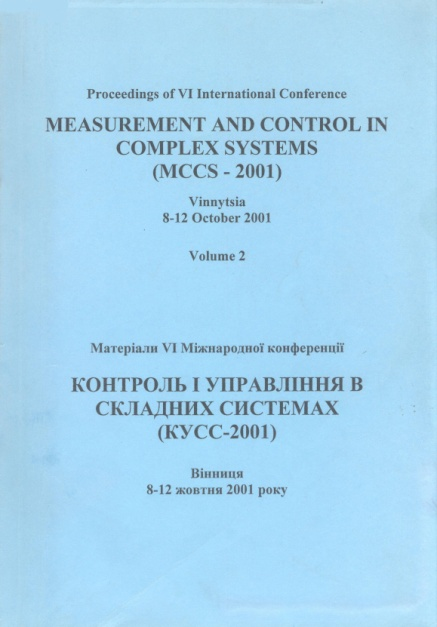 Proceedings of VI International Conference
MEASUREMENT AND CONTROL IN
COMPLEX SYSTEMS
(MCCS - 2001)
Vinnytsia
8-12 October 2001
Volume 2
Матеріали VI Міжнародної конференції
КОНТРОЛЬ І УПРАВЛІННЯ В
СКЛАДНИХ СИСТЕМАХ
(КУСС-2001)
Вінниця
8-12 жовтня 2001 року